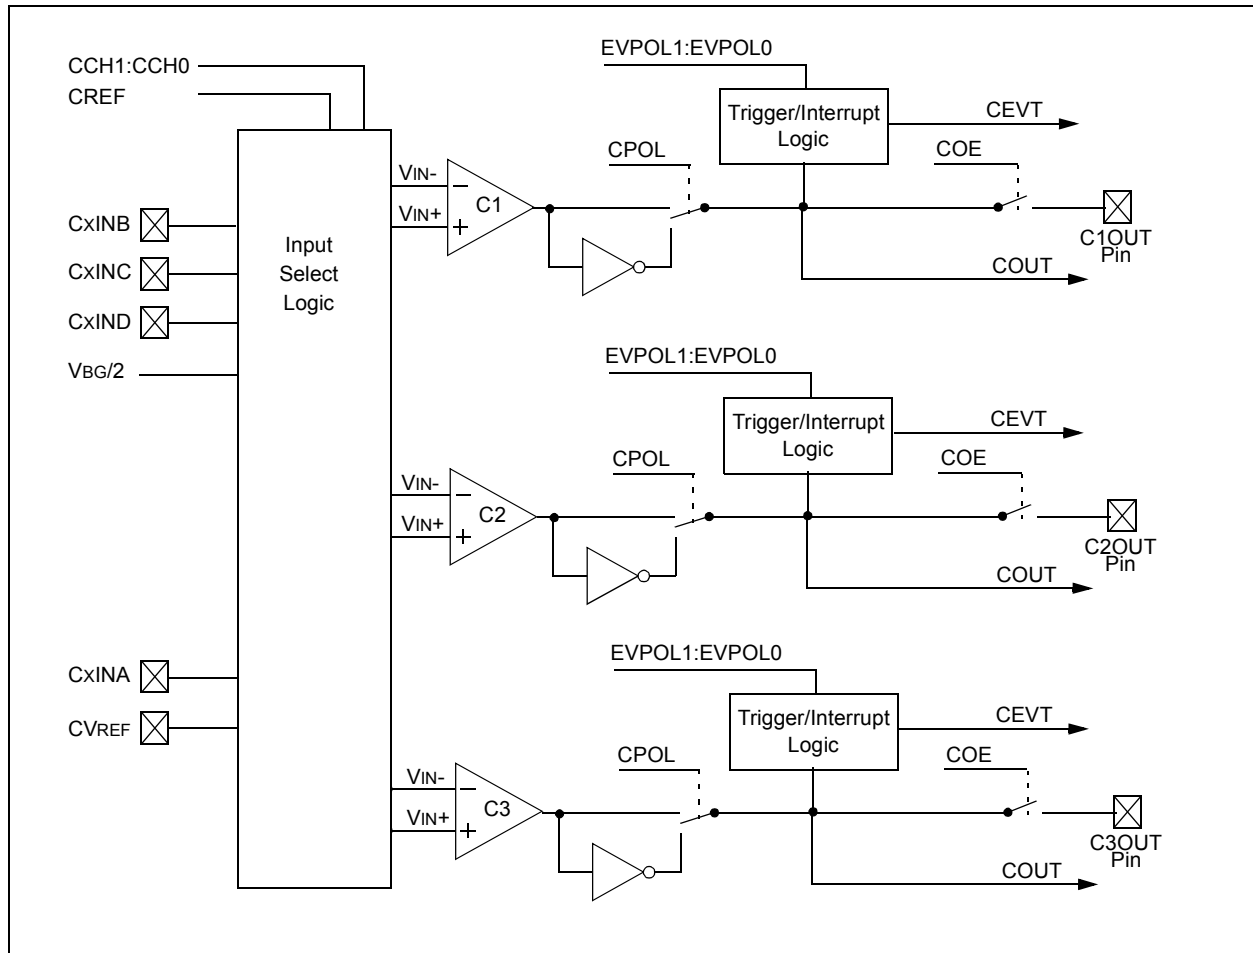 CCH1:CCH0
CREF
CxINB
CxINC
CxIND
VBG/2
CxINA
CVREF
Input
Select
Logic
EVPOL1:EVPOL0
Trigger/Interrupt
Logic
CEVT
CPOL
COE
VIN-
VIN+
C1
C1OUT
Pin
COUT
EVPOL1:EVPOL0
Trigger/Interrupt
Logic
CEVT
CPOL
COE
VIN-
VIN+
C2
C2OUT
Pin
COUT
EVPOL1:EVPOL0
Trigger/Interrupt
Logic
CEVT
CPOL
COE
VIN-
VIN+
C3
C3OUT
Pin
COUT